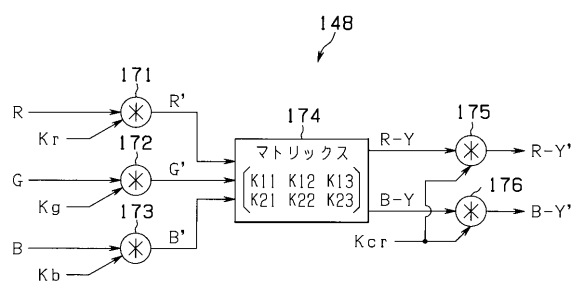 148
171
R
R'
Kr
172
174
175
マトリックス
R-Y
R-Y'
G
G'
K11 K12 K13
K21 K22 K23
Kg
173
B-Y
176
B-Y'
B
B'
Kcr
Kb